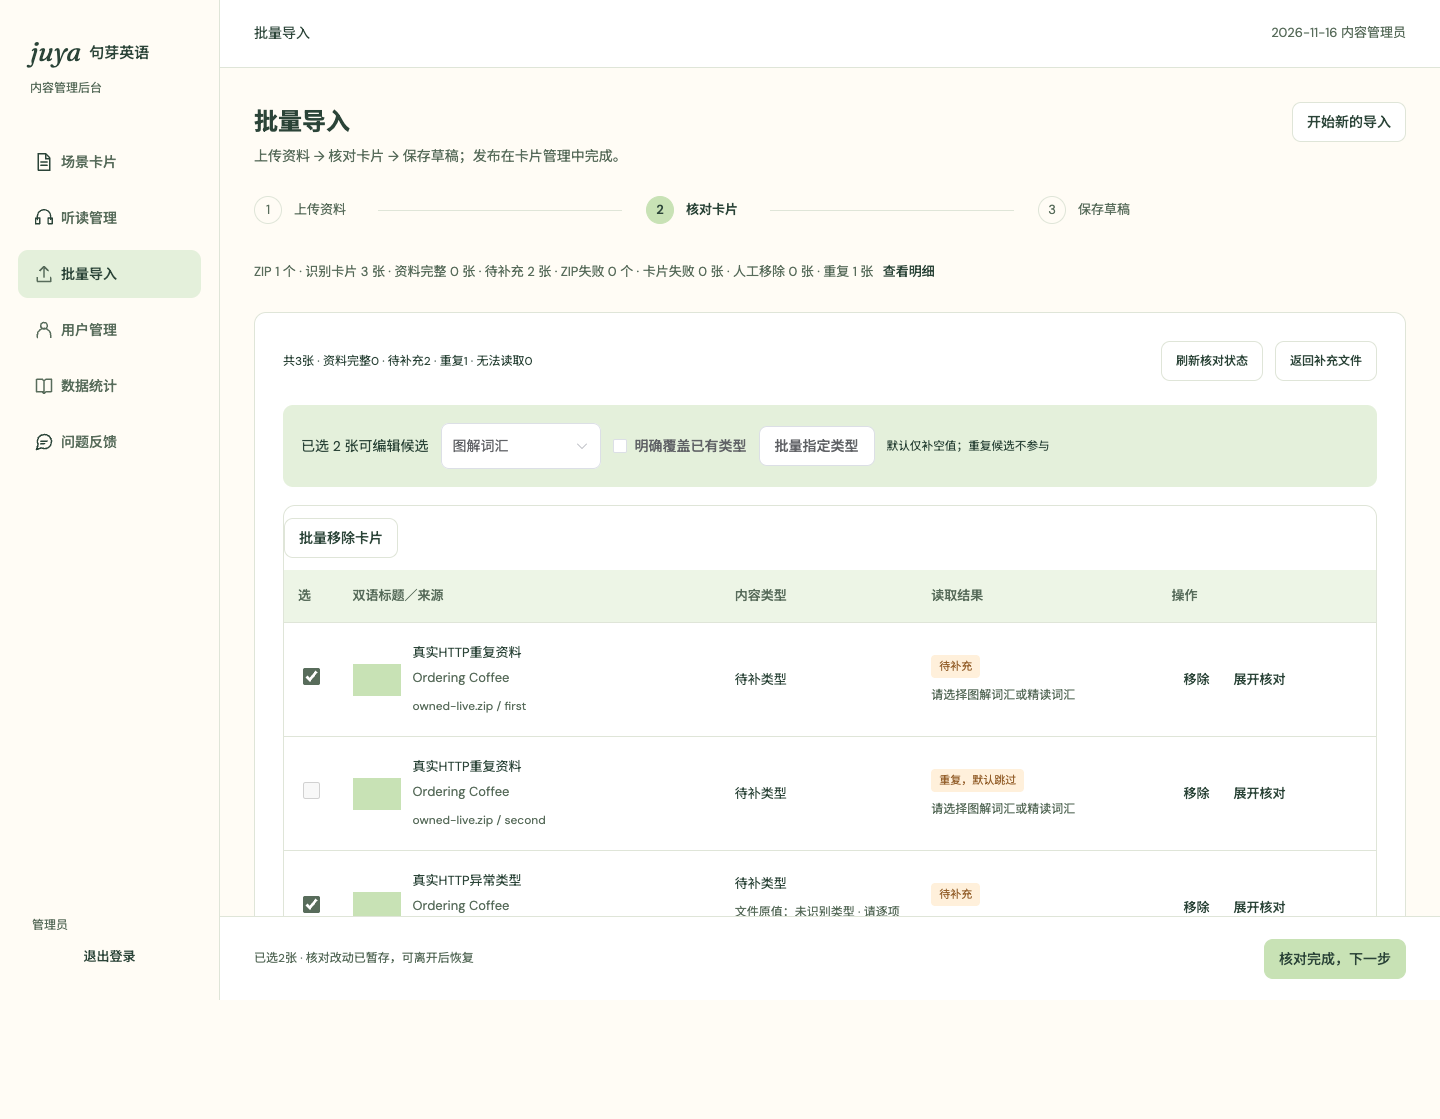 juya 句芽英语
内容管理后台
场景卡片
听读管理
批量导入
用户管理
数据统计
问题反馈
管理员
退出登录
批量导入
2026-11-16 内容管理员
批量导入
开始新的导入
上传资料 → 核对卡片 → 保存草稿；发布在卡片管理中完成。
1 上传资料
2 核对卡片
3 保存草稿
ZIP 1 个 · 识别卡片 3 张 · 资料完整 0 张 · 待补充 2 张 · ZIP失败 0 个 · 卡片失败 0 张 · 人工移除 0 张 · 重复 1 张 查看明细
共3张 · 资料完整0 · 待补充2 · 重复1 · 无法读取0
刷新核对状态
返回补充文件
已选 2 张可编辑候选
图解词汇
明确覆盖已有类型
批量指定类型
默认仅补空值；重复候选不参与
批量移除卡片
选 双语标题／来源 内容类型 读取结果 操作
真实HTTP重复资料
Ordering Coffee
owned-live.zip / first
待补类型
待补充
请选择图解词汇或精读词汇
移除 展开核对
真实HTTP重复资料
Ordering Coffee
owned-live.zip / second
待补类型
重复，默认跳过
请选择图解词汇或精读词汇
移除 展开核对
真实HTTP异常类型
Ordering Coffee
待补类型
文件原值；未识别类型 · 请逐项
待补充
移除 展开核对
已选2张 · 核对改动已暂存，可离开后恢复
核对完成，下一步